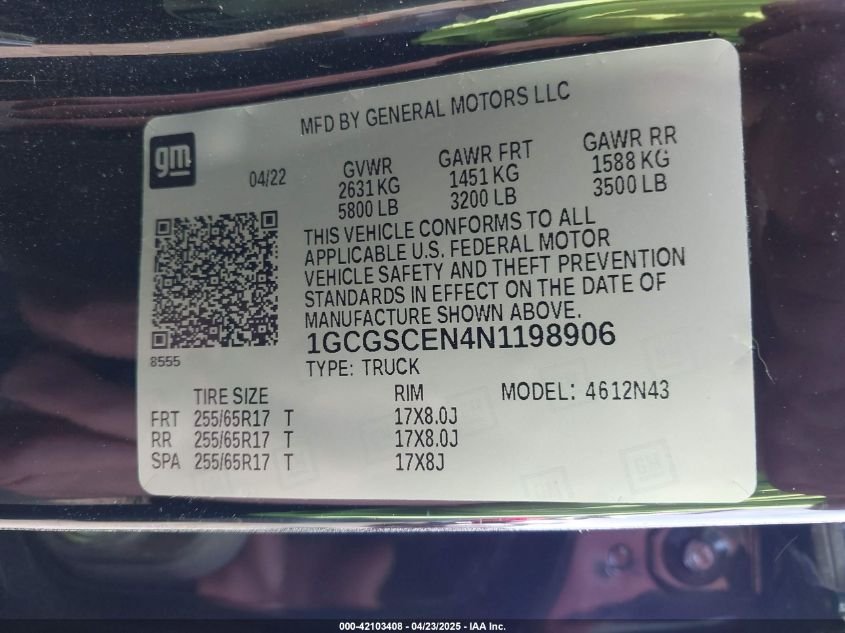 MFD BY GENERAL MOTORS LLC
gm
04/22
GVWR
2631 KG
5800 LB
GAWR FRT
1451 KG
3200 LB
GAWR RR
1588 KG
3500 LB
THIS VEHICLE CONFORMS TO ALL
APPLICABLE U.S. FEDERAL MOTOR
VEHICLE SAFETY AND THEFT PREVENTION
STANDARDS IN EFFECT ON THE DATE OF
MANUFACTURE SHOWN ABOVE.
1GCGSCEN4N1198906
8555
TYPE: TRUCK
TIRE SIZE RIM MODEL: 4612N43
FRT 255/65R17 T 17X8.0J
RR 255/65R17 T 17X8.0J
SPA 255/65R17 T 17X8J
000-42103408 - 04/23/2025 - IAA Inc.